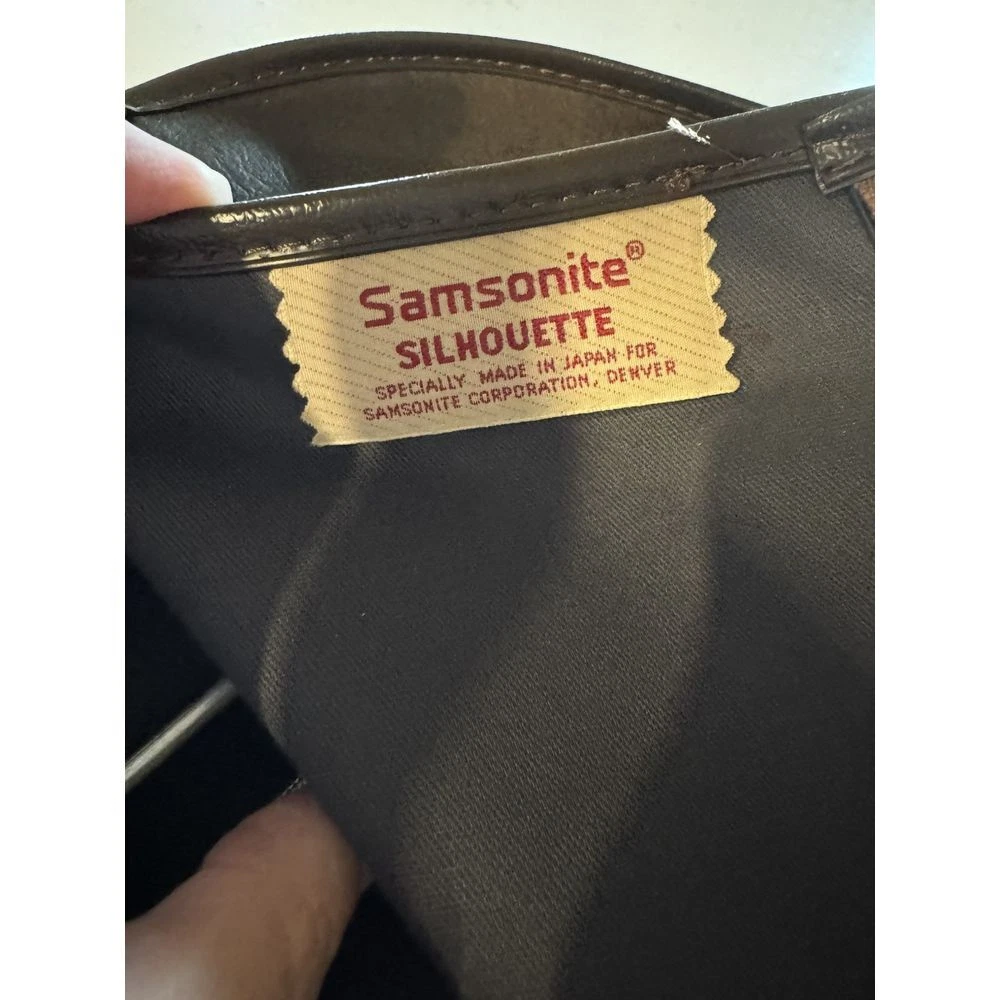 Samsonite®
SILHOUETTE
SPECIALLY MADE IN JAPAN FOR
SAMSONITE CORPORATION, DENVER